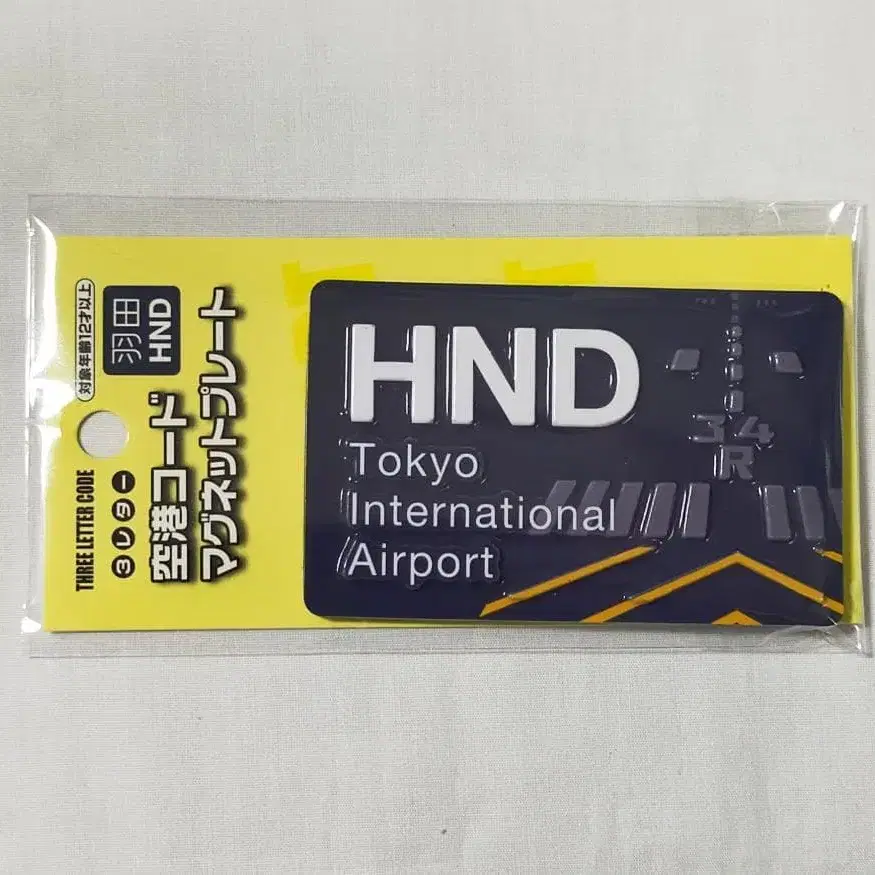 THREE LETTER CODE
3レター
空港コード
マグネットプレート
対象年齢12才以上
羽田
HND
HND
Tokyo
International
Airport
34
R